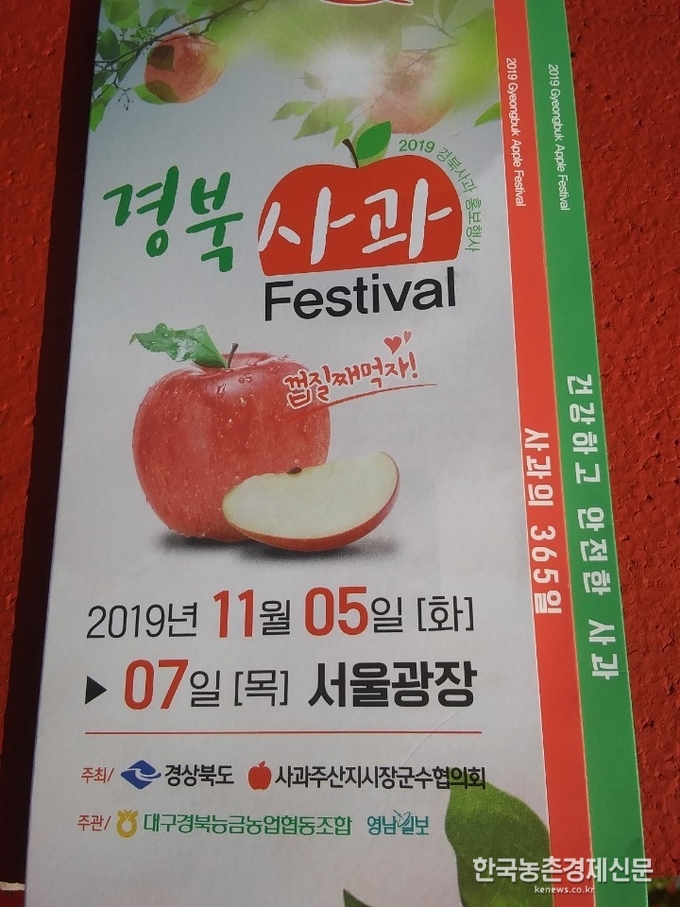 2019 경북사과 홍보행사
경북사과
Festival
껍질째먹자!
2019년 11월 05일 [화]
▶ 07일 [목] 서울광장
주최/ 경상북도 사과주산지시장군수협의회
주관/ 대구경북능금농업협동조합 영남일보
2019 Gyeongbuk Apple Festival
사과의 365일
2019 Gyeongbuk Apple Festival
건강하고 안전한 사과
한국농촌경제신문
kenews.co.kr